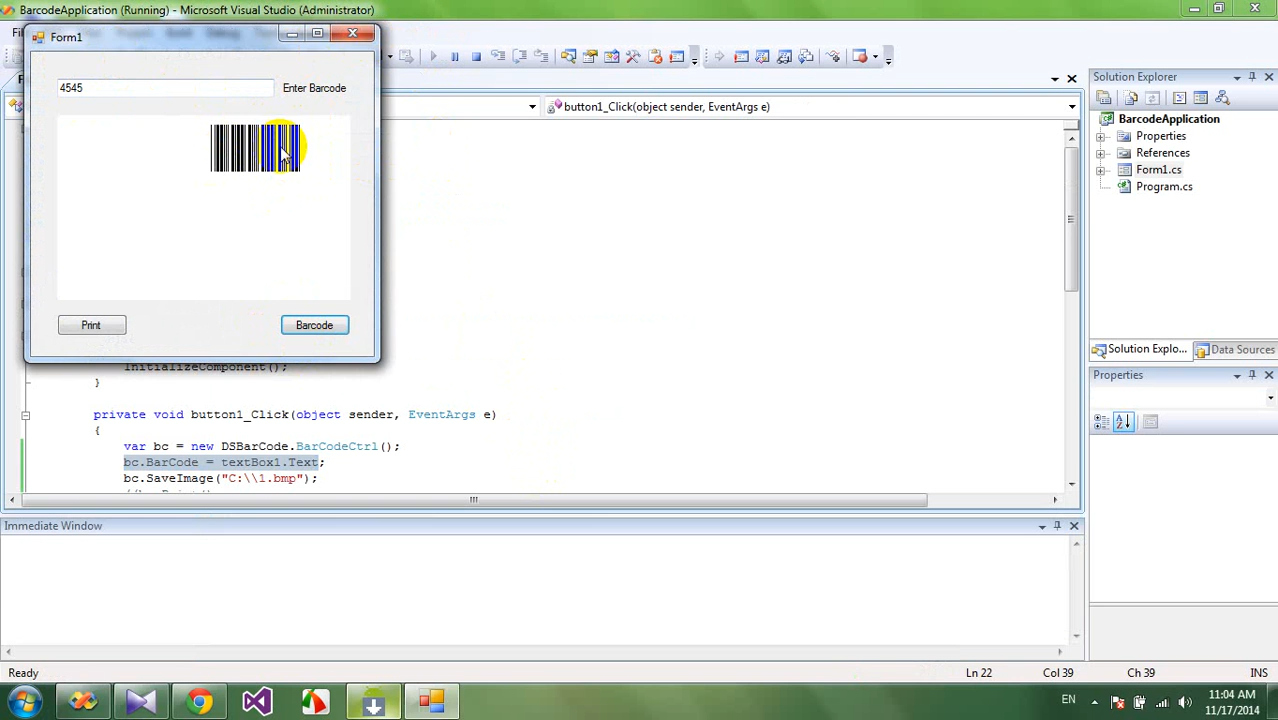 BarcodeApplication (Running) - Microsoft Visual Studio (Administrator)
Form1
4545
Enter Barcode
Print
Barcode
button1_Click(object sender, EventArgs e)
InitializeComponent();
}
private void button1_Click(object sender, EventArgs e)
{
var bc = new DSBarCode.BarCodeCtrl();
bc.BarCode = textBox1.Text;
bc.SaveImage("C:\\1.bmp");
Solution Explorer
BarcodeApplication
Properties
References
Form1.cs
Program.cs
Solution Explo...
Data Sources
Properties
Immediate Window
Ready
Ln 22
Col 39
Ch 39
INS
EN
11:04 AM
11/17/2014